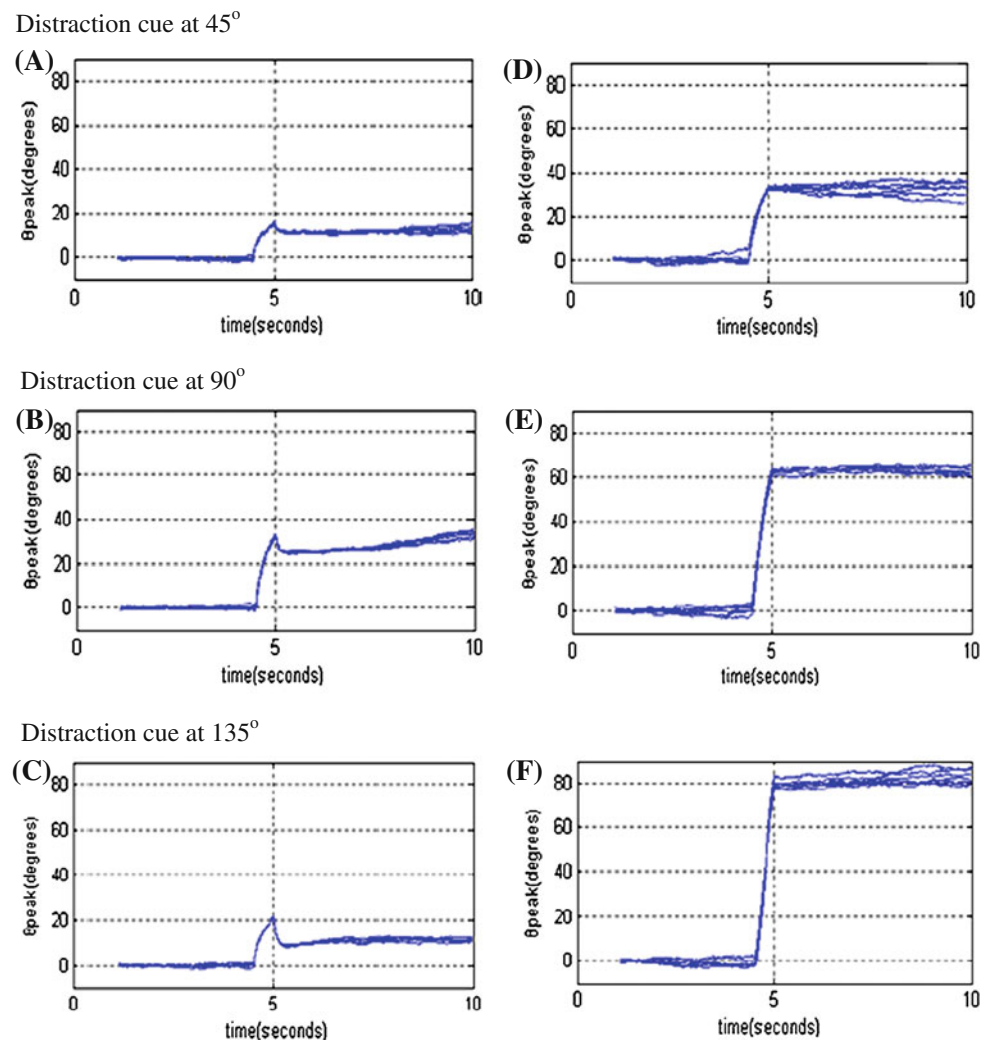 Distraction cue at 45°
(A)
80
60
40
20
0
θpeak(degrees)
0 5 10
time(seconds)
(D)
80
60
40
20
0
θpeak(degrees)
0 5 10
time(seconds)
Distraction cue at 90°
(B)
80
60
40
20
0
θpeak(degrees)
0 5 10
time(seconds)
(E)
80
60
40
20
0
θpeak(degrees)
0 5 10
time(seconds)
Distraction cue at 135°
(C)
80
60
40
20
0
θpeak(degrees)
0 5 10
time(seconds)
(F)
80
60
40
20
0
θpeak(degrees)
0 5 10
time(seconds)